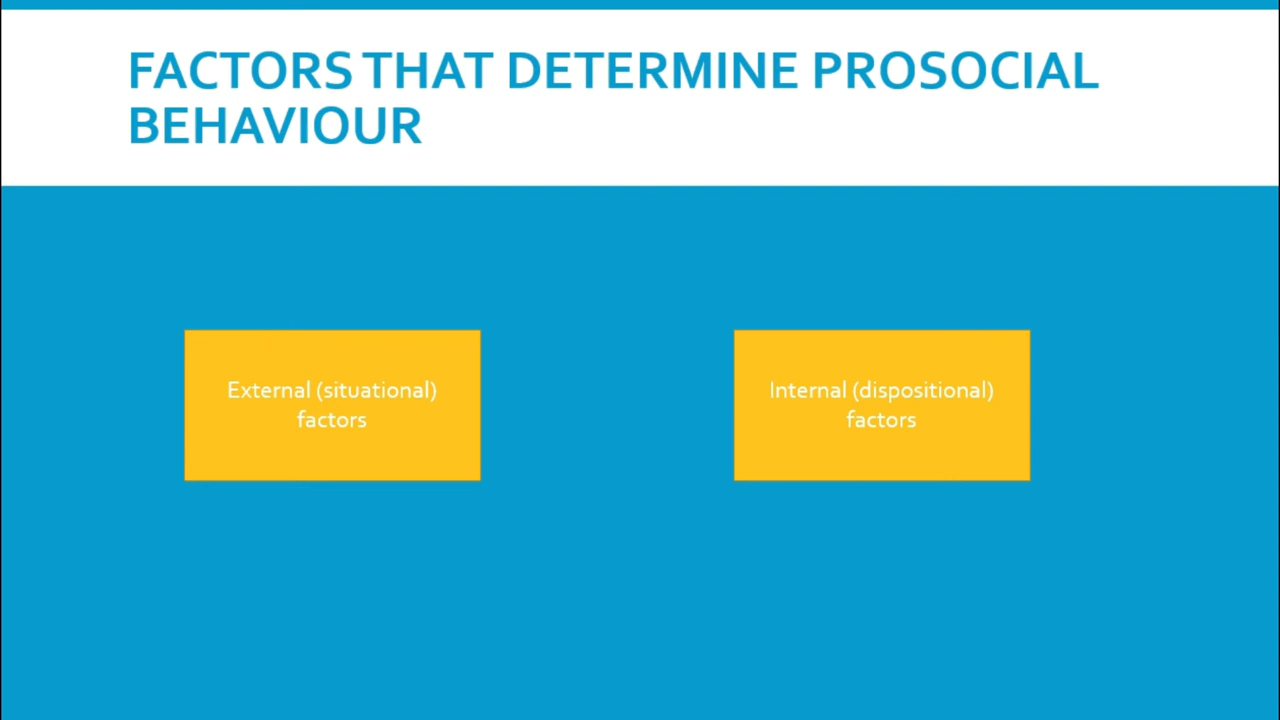 FACTORS THAT DETERMINE PROSOCIAL
BEHAVIOUR
External (situational)
factors
Internal (dispositional)
factors